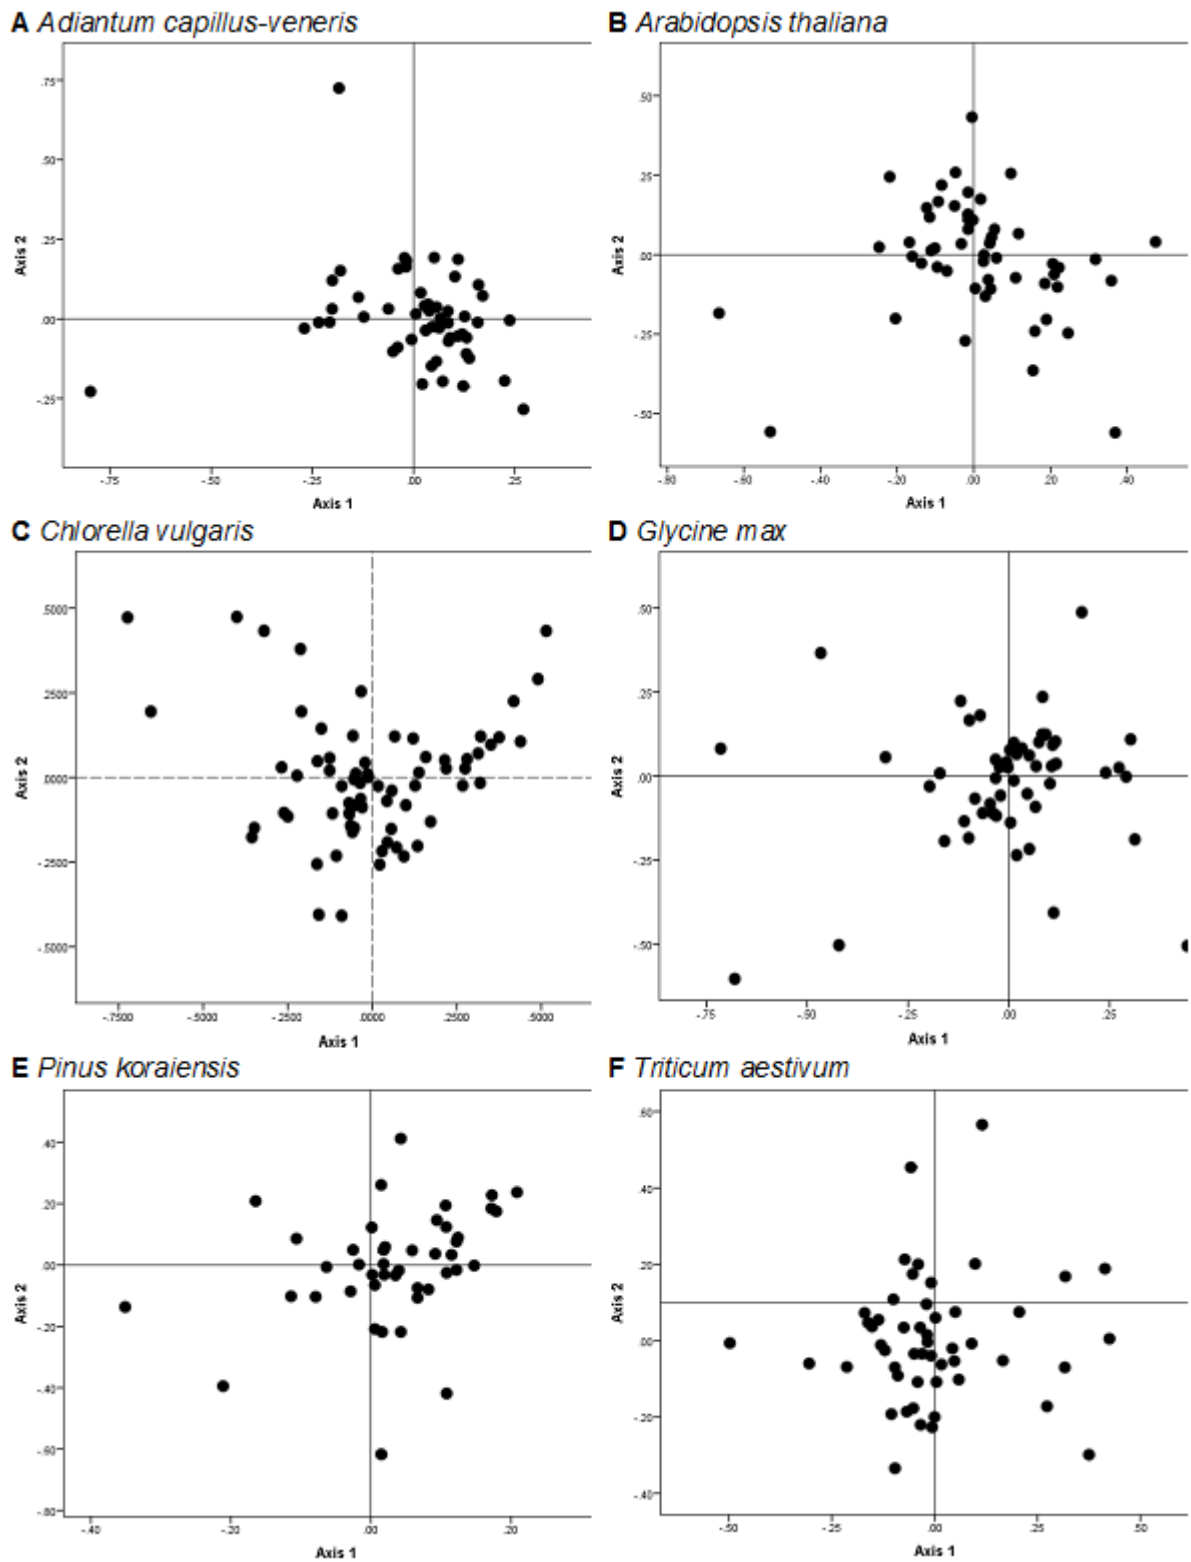 A Adiantum capillus-veneris
.75
.50
.25
.00
-.25
Axis 2
-.75 -.50 -.25 .00 .25
Axis 1
B Arabidopsis thaliana
.50
.25
.00
-.25
-.50
Axis 2
-.80 -.60 -.40 -.20 .00 .20 .40
Axis 1
C Chlorella vulgaris
.5000
.2500
.0000
-.2500
-.5000
Axis 2
-.7500 -.5000 -.2500 .0000 .2500 .5000
Axis 1
D Glycine max
.50
.25
.00
-.25
-.50
Axis 2
-.75 -.50 -.25 .00 .25
Axis 1
E Pinus koraiensis
.40
.20
.00
-.20
-.40
-.60
-.80
Axis 2
-.40 -.20 .00 .20
Axis 1
F Triticum aestivum
.60
.40
.20
.00
-.20
-.40
Axis 2
-.50 -.25 .00 .25 .50
Axis 1